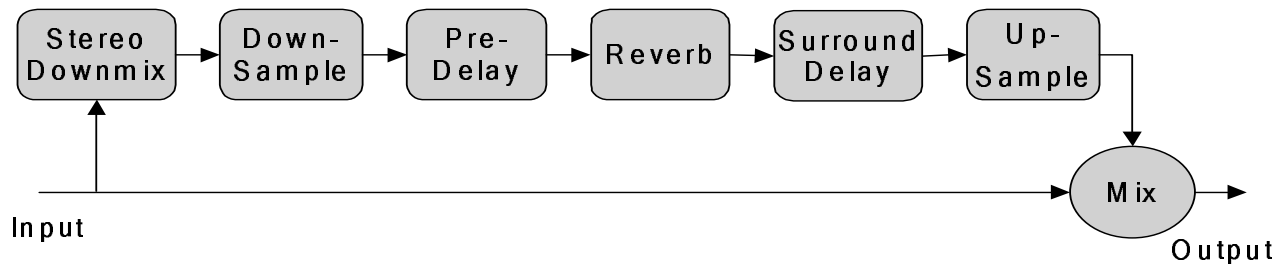 Stereo
Downmix
Down-
Sample
Pre-
Delay
Reverb
Surround
Delay
Up-
Sample
Mix
Input
Output